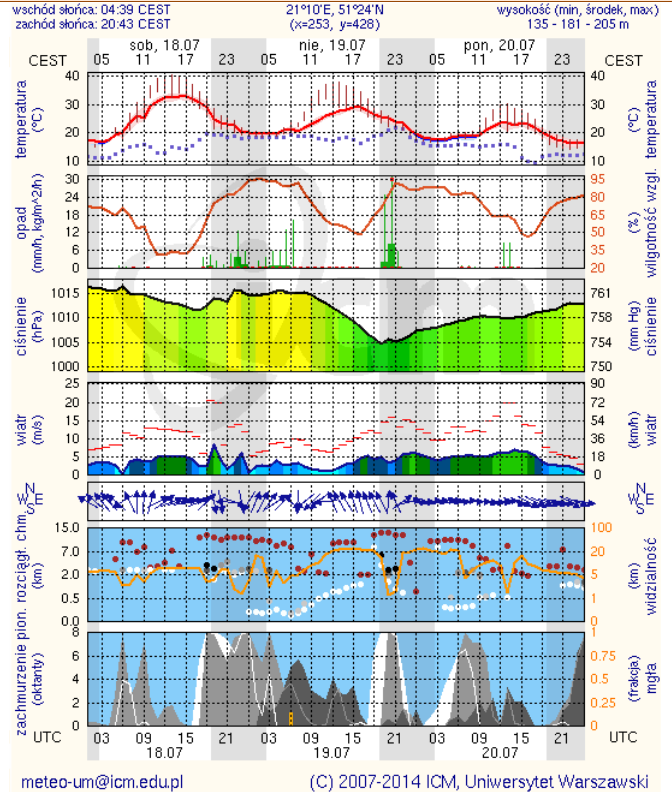 wschód słońca: 04:39 CEST 21°10'E, 51°24'N wysokość (min, środek, max)
zachód słońca: 20:43 CEST (x=253, y=428) 135 - 181 - 205 m
sob, 18.07 nie, 19.07 pon, 20.07
CEST 05 11 17 23 05 11 17 23 05 11 17 23 CEST
temperatura (°C)
40 30 20 10
40 30 20 10
(°C) temperatura
opad (mm/h, kg/m^2/h)
30 24 18 12 6 0
95 80 65 50 35 20
(%) wilgotność wzgl.
ciśnienie (hPa)
1015 1010 1005 1000
761 758 754 750
(mm Hg) ciśnienie
wiatr (m/s)
25 20 15 10 5 0
90 72 54 36 18 0
(km/h) wiatr
N W E S
N W E S
pion. rozciągł. chm. (km)
15.0 7.0 2.0 0.5 0.0
100 20 5 1 0
(km) widzialność
zachmurzenie (oktanty)
8 6 4 2 0
1 0.75 0.5 0.25 0
(frakcja) mgła
UTC 03 09 15 21 03 09 15 21 03 09 15 21 UTC
18.07 19.07 20.07
icm
meteo-um@icm.edu.pl (C) 2007-2014 ICM, Uniwersytet Warszawski